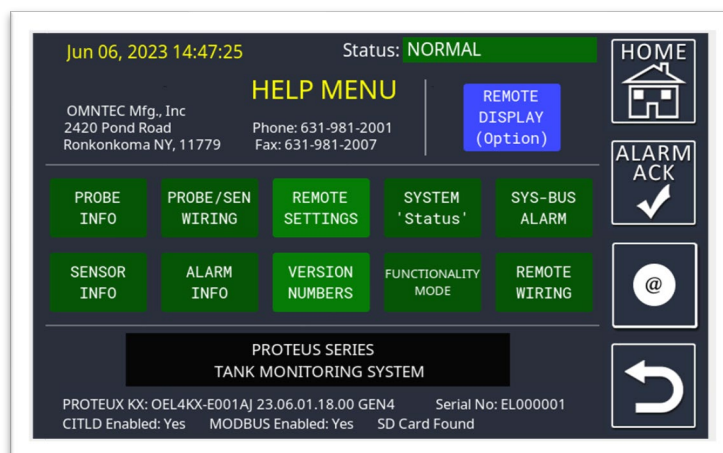 Jun 06, 2023 14:47:25
Status: NORMAL
HOME
HELP MENU
OMNTEC Mfg., Inc
2420 Pond Road
Ronkonkoma NY, 11779
Phone: 631-981-2001
Fax: 631-981-2007
REMOTE
DISPLAY
(Option)
ALARM
ACK
PROBE
INFO
PROBE/SEN
WIRING
REMOTE
SETTINGS
SYSTEM
'Status'
SYS-BUS
ALARM
SENSOR
INFO
ALARM
INFO
VERSION
NUMBERS
FUNCTIONALITY
MODE
REMOTE
WIRING
@
PROTEUS SERIES
TANK MONITORING SYSTEM
PROTEUX KX: OEL4KX-E001AJ 23.06.01.18.00 GEN4 Serial No: EL000001
CITLD Enabled: Yes MODBUS Enabled: Yes SD Card Found